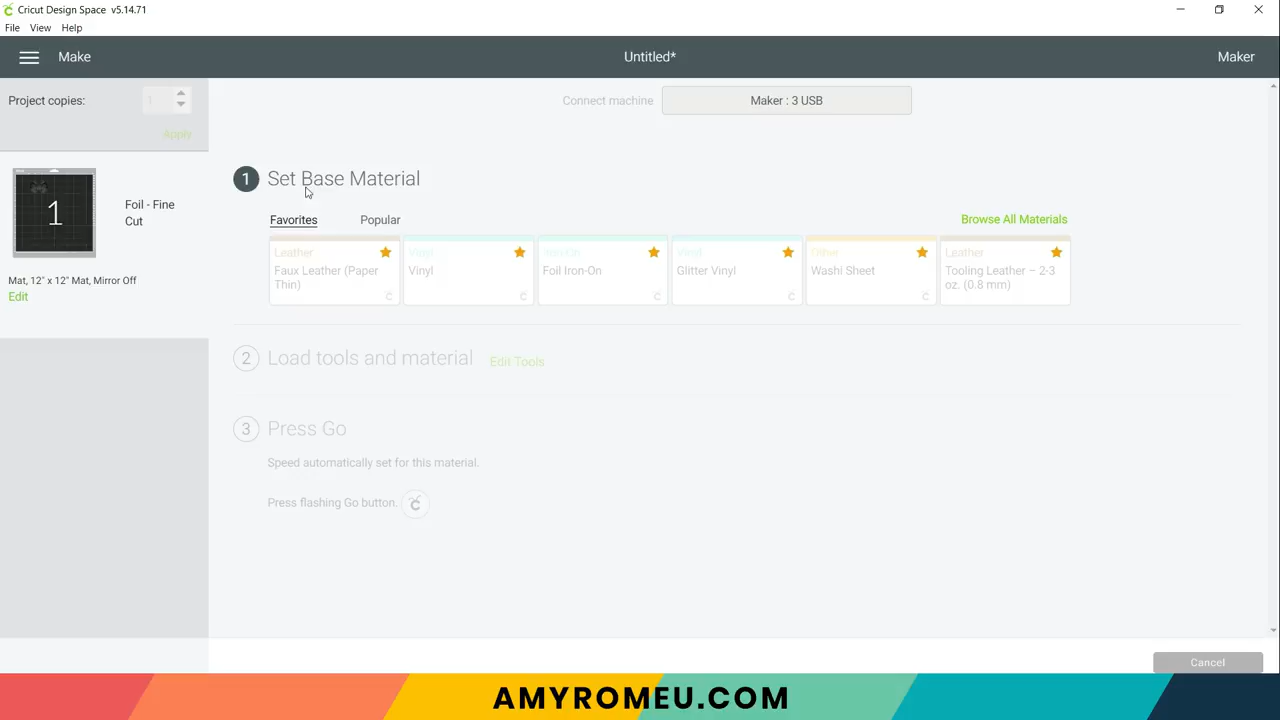 Cricut Design Space v5.14.71
File View Help
Make
Untitled*
Maker
Project copies:
1
Apply
Connect machine
Maker : 3 USB
1
Foil - Fine
Cut
Mat, 12" x 12" Mat, Mirror Off
Edit
1 Set Base Material
Favorites Popular
Browse All Materials
Leather
Faux Leather (Paper
Thin)
C
Vinyl
Vinyl
C
Iron-On
Foil Iron-On
C
Vinyl
Glitter Vinyl
C
Other
Washi Sheet
C
Leather
Tooling Leather – 2-3
oz. (0.8 mm)
C
2 Load tools and material Edit Tools
3 Press Go
Speed automatically set for this material.
Press flashing Go button.
Cancel
AMYROMEU.COM